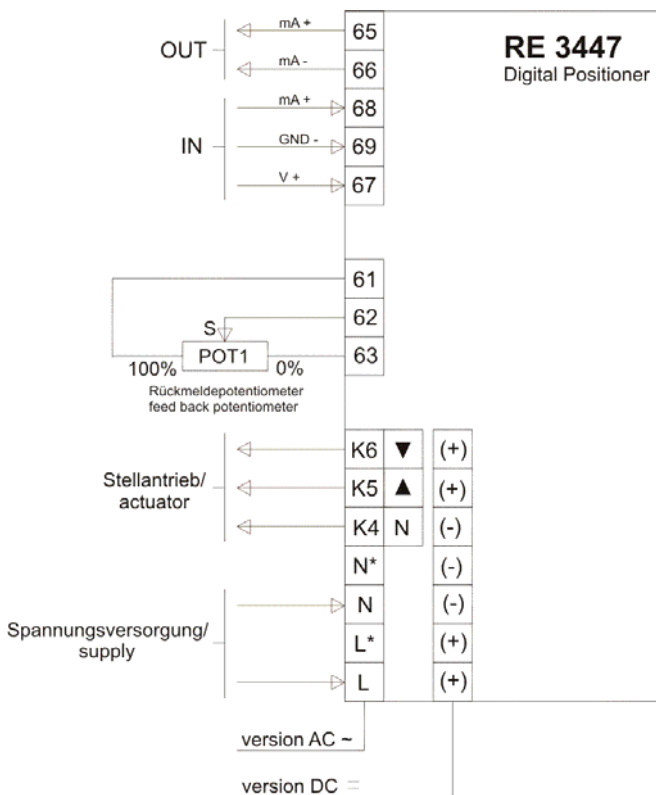 RE 3447
Digital Positioner
OUT
mA +
65
mA -
66
IN
mA +
68
GND -
69
V +
67
61
S
62
100%
POT1
0%
63
Rückmeldepotentiometer
feed back potentiometer
Stellantrieb/
actuator
K6 ▼ (+)
K5 ▲ (+)
K4 N (-)
N* (-)
Spannungsversorgung/
supply
N (-)
L* (+)
L (+)
version AC ~
version DC =